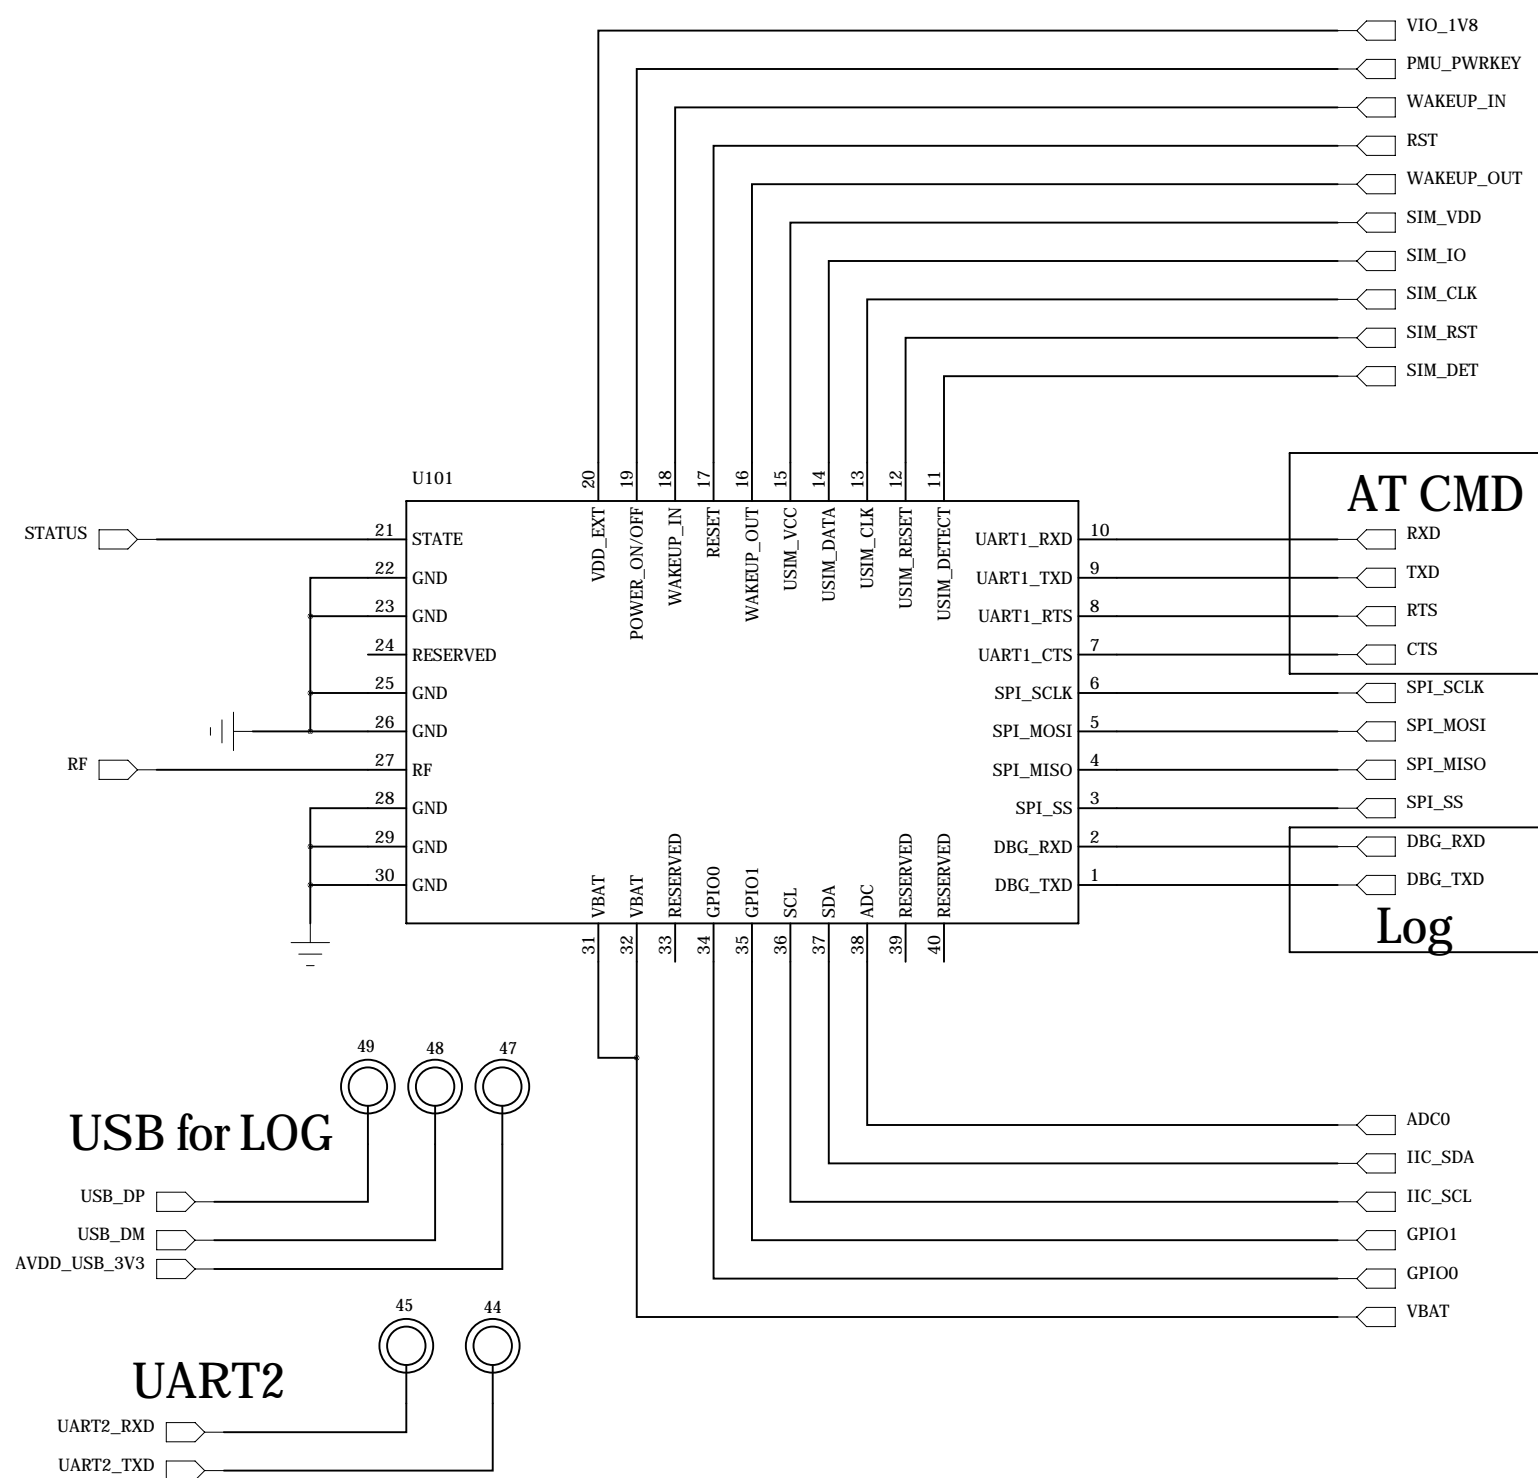 VIO_1V8
PMU_PWRKEY
WAKEUP_IN
RST
WAKEUP_OUT
SIM_VDD
SIM_IO
SIM_CLK
SIM_RST
SIM_DET
U101
20
19
18
17
16
15
14
13
12
11
VDD_EXT
POWER_ON/OFF
WAKEUP_IN
RESET
WAKEUP_OUT
USIM_VCC
USIM_DATA
USIM_CLK
USIM_RESET
USIM_DETECT
AT CMD
STATUS 21 STATE
22 GND
23 GND
24 RESERVED
25 GND
26 GND
RF 27 RF
28 GND
29 GND
30 GND
UART1_RXD 10 RXD
UART1_TXD 9 TXD
UART1_RTS 8 RTS
UART1_CTS 7 CTS
SPI_SCLK 6 SPI_SCLK
SPI_MOSI 5 SPI_MOSI
SPI_MISO 4 SPI_MISO
SPI_SS 3 SPI_SS
DBG_RXD 2 DBG_RXD
DBG_TXD 1 DBG_TXD
Log
VBAT
VBAT
RESERVED
GPIO0
GPIO1
SCL
SDA
ADC
RESERVED
RESERVED
31
32
33
34
35
36
37
38
39
40
49 48 47
USB for LOG
USB_DP
USB_DM
AVDD_USB_3V3
ADC0
IIC_SDA
IIC_SCL
GPIO1
GPIO0
VBAT
45 44
UART2
UART2_RXD
UART2_TXD